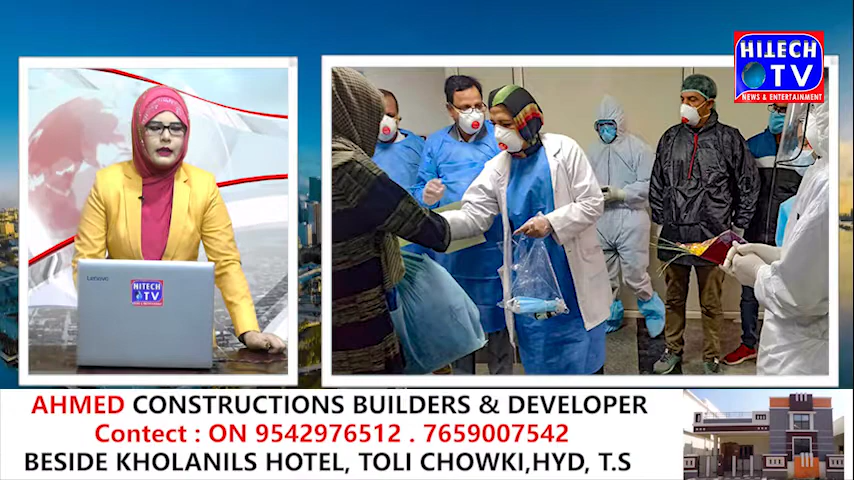 HITECH
TV
NEWS & ENTERTAINMENT
Lenovo
HITECH
TV
AHMED CONSTRUCTIONS BUILDERS & DEVELOPER
Contect : ON 9542976512 . 7659007542
BESIDE KHOLANILS HOTEL, TOLI CHOWKI,HYD, T.S